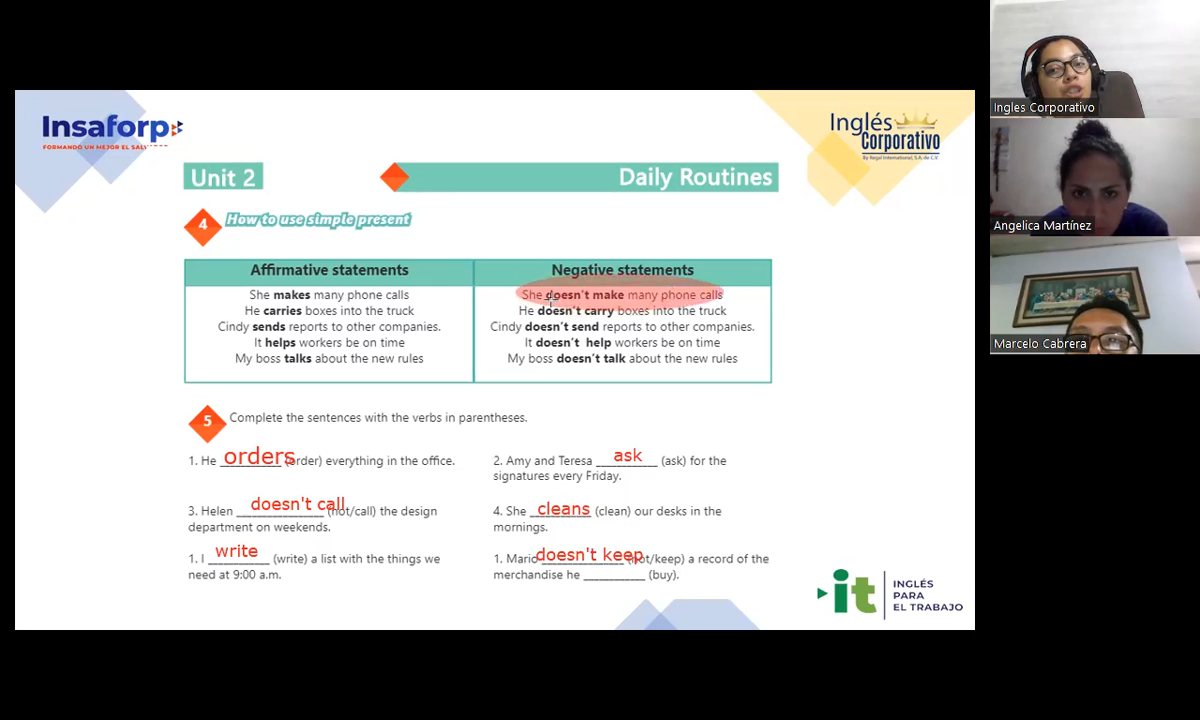 Insaforp
FORMANDO UN MEJOR EL SALVADOR
Inglés
Corporativo
By Regal International, S.A. de C.V
Unit 2
Daily Routines
4
How to use simple present
Affirmative statements
Negative statements
She makes many phone calls
She doesn't make many phone calls
He carries boxes into the truck
He doesn't carry boxes into the truck
Cindy sends reports to other companies.
Cindy doesn't send reports to other companies.
It helps workers be on time
It doesn't help workers be on time
My boss talks about the new rules
My boss doesn't talk about the new rules
5
Complete the sentences with the verbs in parentheses.
1. He orders (order) everything in the office.
2. Amy and Teresa ask (ask) for the
signatures every Friday.
3. Helen doesn't call (not/call) the design
department on weekends.
4. She cleans (clean) our desks in the
mornings.
1. I write (write) a list with the things we
need at 9:00 a.m.
1. Mario doesn't keep (not/keep) a record of the
merchandise he ____________ (buy).
it
INGLÉS
PARA
EL TRABAJO
Ingles Corporativo
Angelica Martínez
Marcelo Cabrera